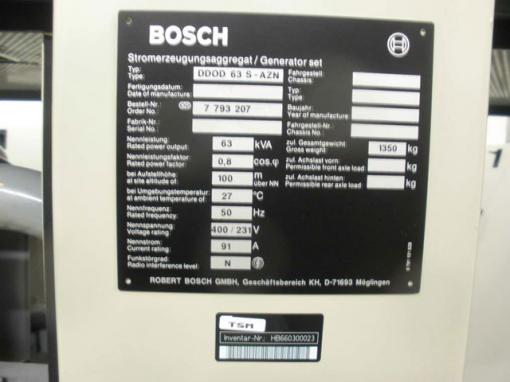 BOSCH
Stromerzeugungsaggregat / Generator set
Typ: DDOD 63 S-AZN
Type:
Fertigungsdatum:
Date of manufacture:
Bestell-Nr.: 7 793 207
Order No.:
Fabrik-Nr.:
Serial No.:
Nennleistung: 63 kVA
Rated power output:
Nennleistungsfaktor: 0,8 cos.φ
Rated power factor:
bei Aufstellhöhe: 100 m
at site altitude of: über NN
bei Umgebungstemperatur 27 °C
at ambient temperature of:
Nennfrequenz: 50 Hz
Rated frequency:
Nennspannung: 400 / 231 V
Voltage rating
Nennstrom: 91 A
Current rating:
Funkstörgrad: N
Radio interference level:
Fahrgestell:
Chassis:
Typ:
Type:
Baujahr:
Year of manufacture:
Fahrgestell-Nr.:
Chassis No.:
zul. Gesamtgewicht 1350 kg
Gross weight:
zul. Achslast vorn: kg
Permissible front axle load
zul. Achslast hinten: kg
Permissible rear axle load
ROBERT BOSCH GMBH, Geschäftsbereich KH, D-71693 Möglingen
TSM
Inventar-Nr.: HB660300023